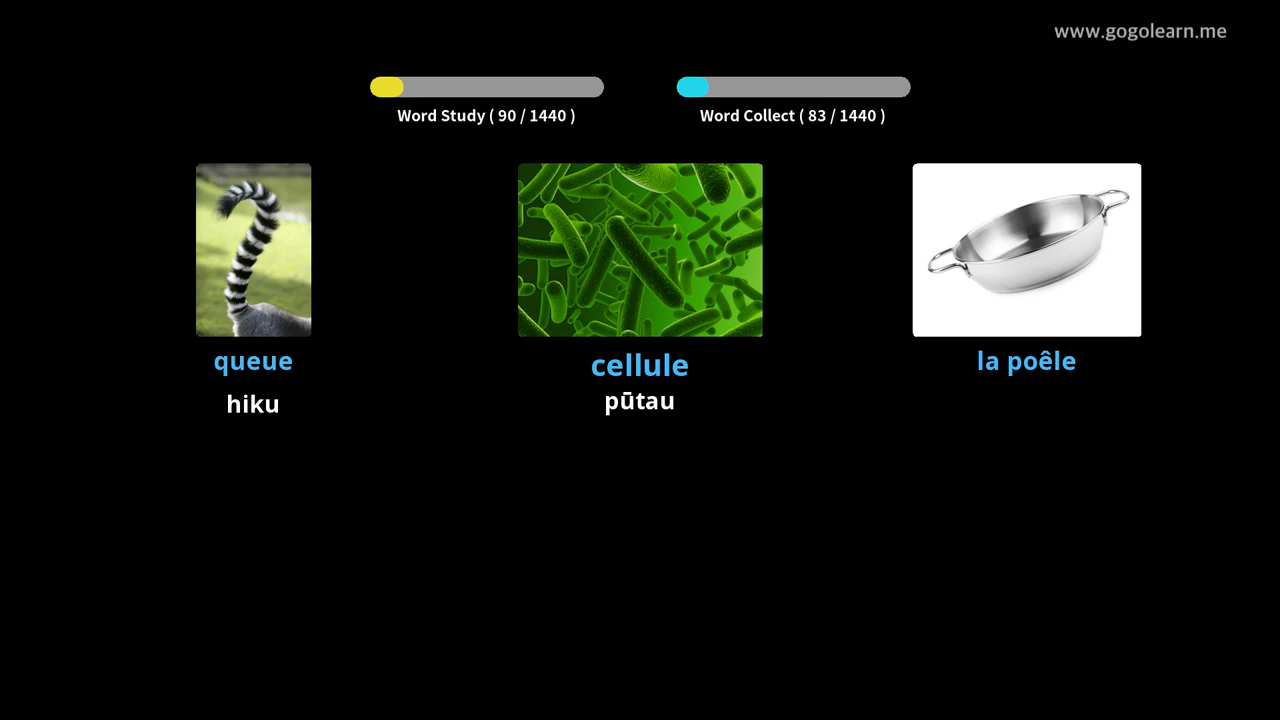 www.gogolearn.me
Word Study ( 90 / 1440 )
Word Collect ( 83 / 1440 )
queue
cellule
la poêle
hiku
pūtau